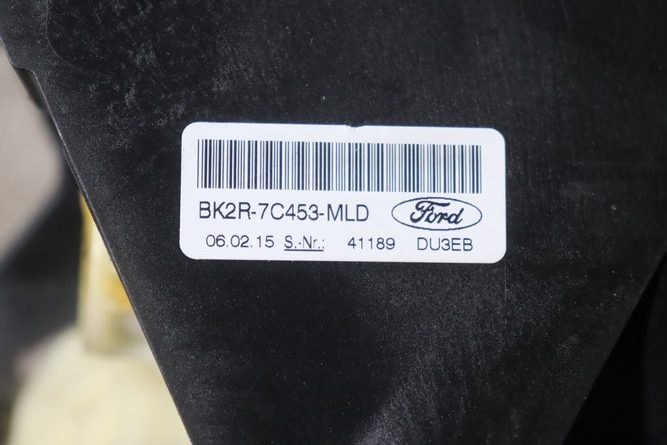 BK2R-7C453-MLD Ford
06.02.15 S.-Nr.: 41189 DU3EB